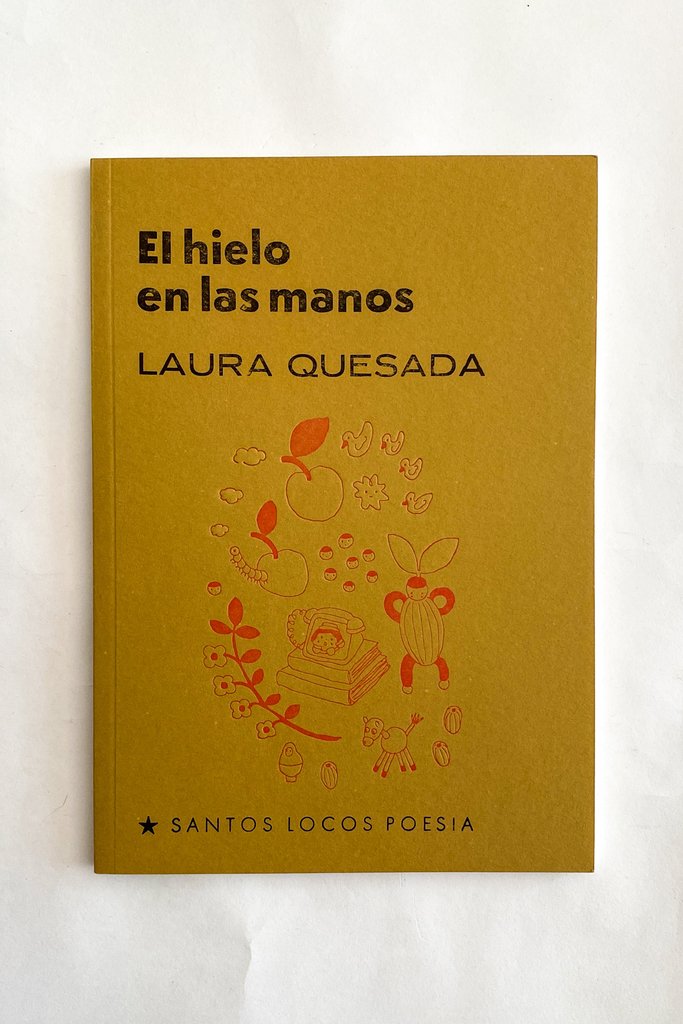 El hielo
en las manos
LAURA QUESADA
★ SANTOS LOCOS POESIA